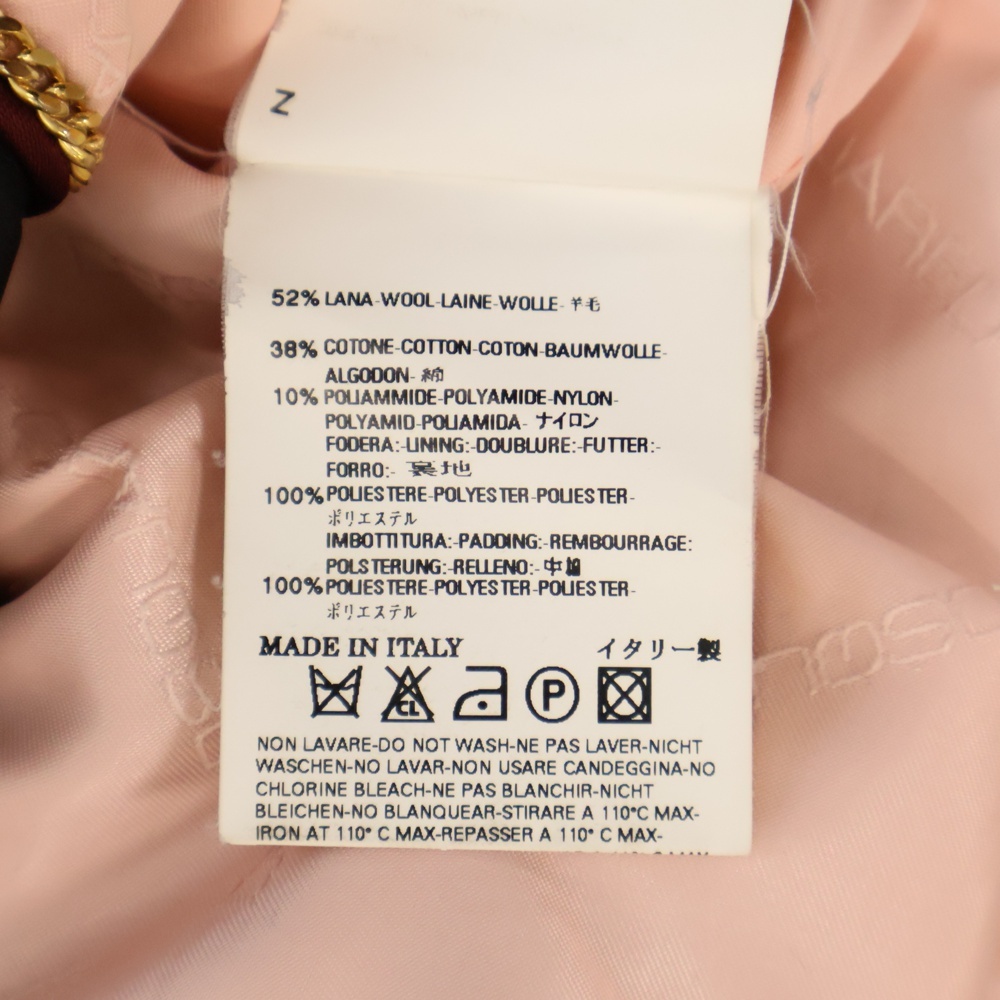 Z
52% LANA-WOOL-LAINE-WOLLE-羊毛
38% COTONE-COTTON-COTON-BAUMWOLLE-
ALGODON-綿
10% POLIAMMIDE-POLYAMIDE-NYLON-
POLYAMID-POLIAMIDA-ナイロン
FODERA:-LINING:-DOUBLURE:-FUTTER:-
FORRO:-裏地
100% POLIESTERE-POLYESTER-POLIESTER-
ポリエステル
IMBOTTITURA:-PADDING:-REMBOURRAGE:
POLSTERUNG:-RELLENO:-中綿
100% POLIESTERE-POLYESTER-POLIESTER-
ポリエステル
MADE IN ITALY イタリー製
CL P
NON LAVARE-DO NOT WASH-NE PAS LAVER-NICHT
WASCHEN-NO LAVAR-NON USARE CANDEGGINA-NO
CHLORINE BLEACH-NE PAS BLANCHIR-NICHT
BLEICHEN-NO BLANQUEAR-STIRARE A 110°C MAX-
IRON AT 110° C MAX-REPASSER A 110° C MAX-